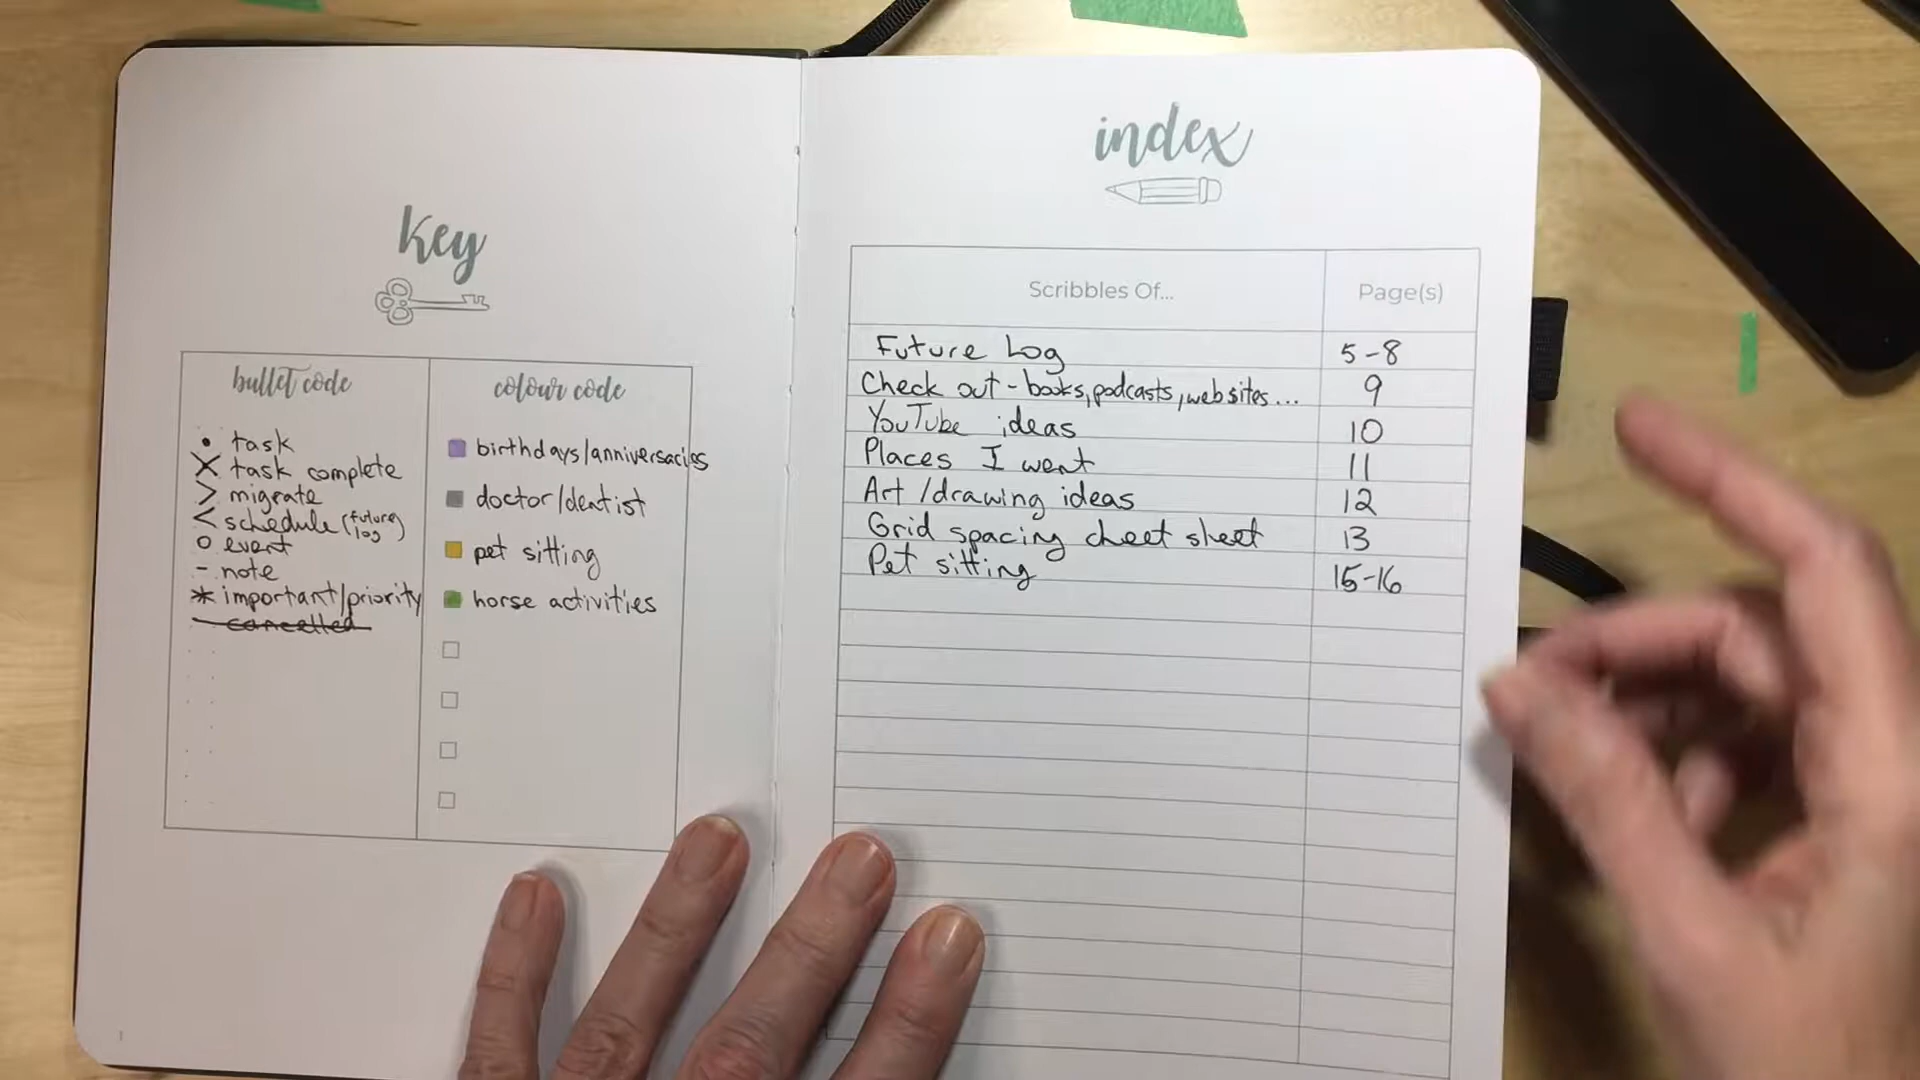 Key
bullet code
• task
X task complete
> migrate
< schedule (future log)
o event
- note
* important/priority
cancelled
colour code
birthdays/anniversaries
doctor/dentist
pet sitting
horse activities
1
index
Scribbles Of... Page(s)
Future Log 5-8
Check out - books, podcasts, websites... 9
YouTube ideas 10
Places I went 11
Art/drawing ideas 12
Grid spacing cheet sheet 13
Pet sitting 15-16